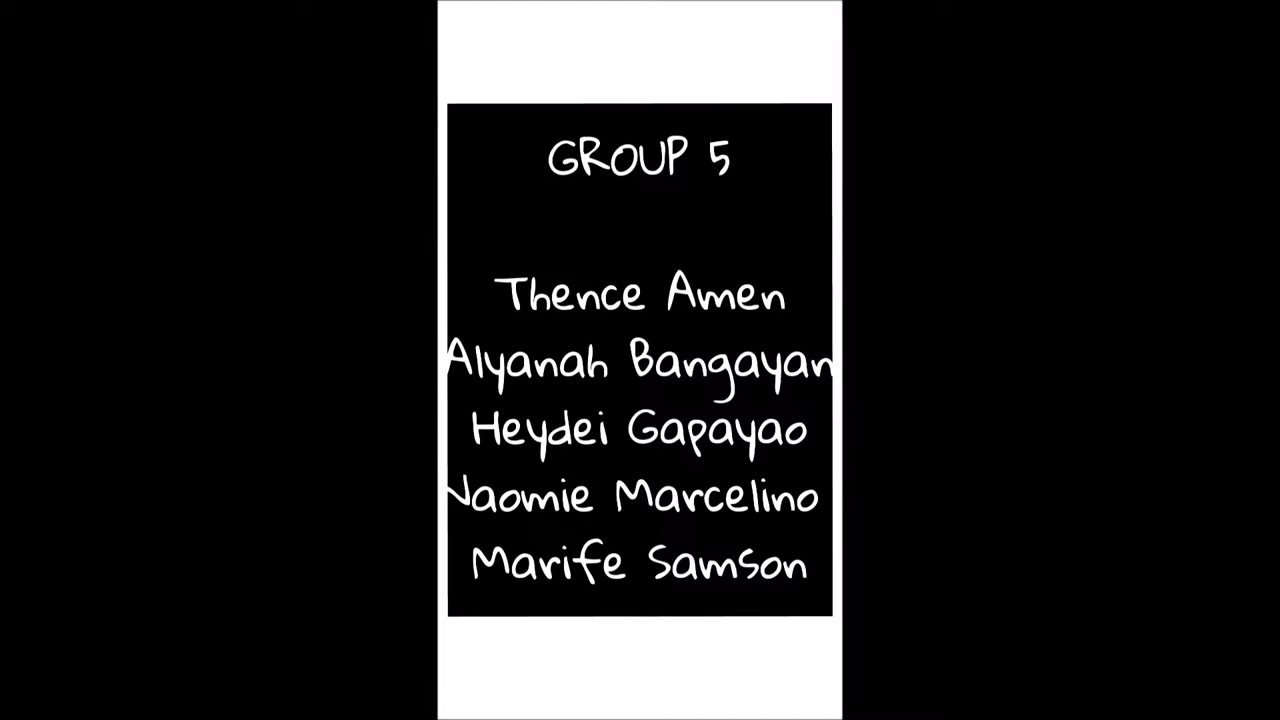 GROUP 5
Thence Amen
Alyanah Bangayan
Heydei Gapayao
Naomie Marcelino
Marife Samson